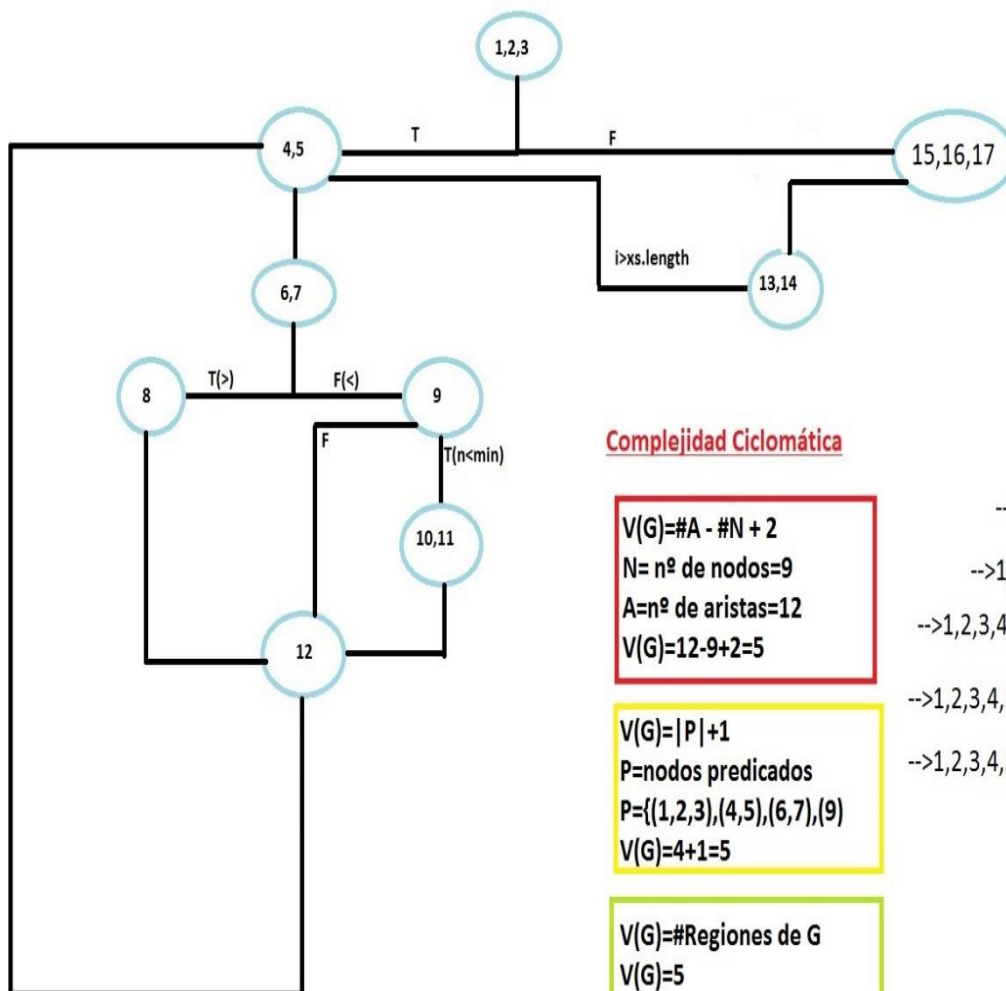 1,2,3
4,5
T
F
15,16,17
i>xs.length
13,14
6,7
8
T(>)
F(<)
9
F
T(n<min)
10,11
12
Complejidad Ciclomática
V(G)=#A - #N + 2
N= nº de nodos=9
A=nº de aristas=12
V(G)=12-9+2=5
V(G)=|P|+1
P=nodos predicados
P={(1,2,3),(4,5),(6,7),(9)
V(G)=4+1=5
V(G)=#Regiones de G
V(G)=5
--
-->1
-->1,2,3,4
-->1,2,3,4,
-->1,2,3,4,